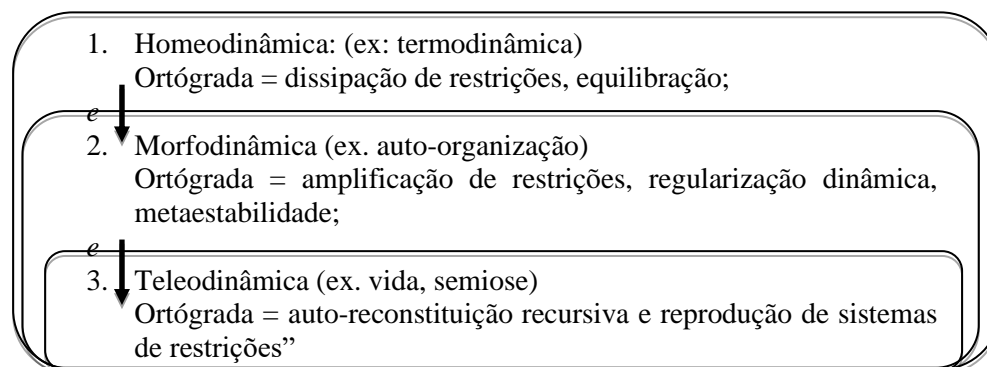 1. Homeodinâmica: (ex: termodinâmica)
Ortógrada = dissipação de restrições, equilibração;
e
2. Morfodinâmica (ex. auto-organização)
Ortógrada = amplificação de restrições, regularização dinâmica,
metaestabilidade;
e
3. Teleodinâmica (ex. vida, semiose)
Ortógrada = auto-reconstituição recursiva e reprodução de sistemas
de restrições”